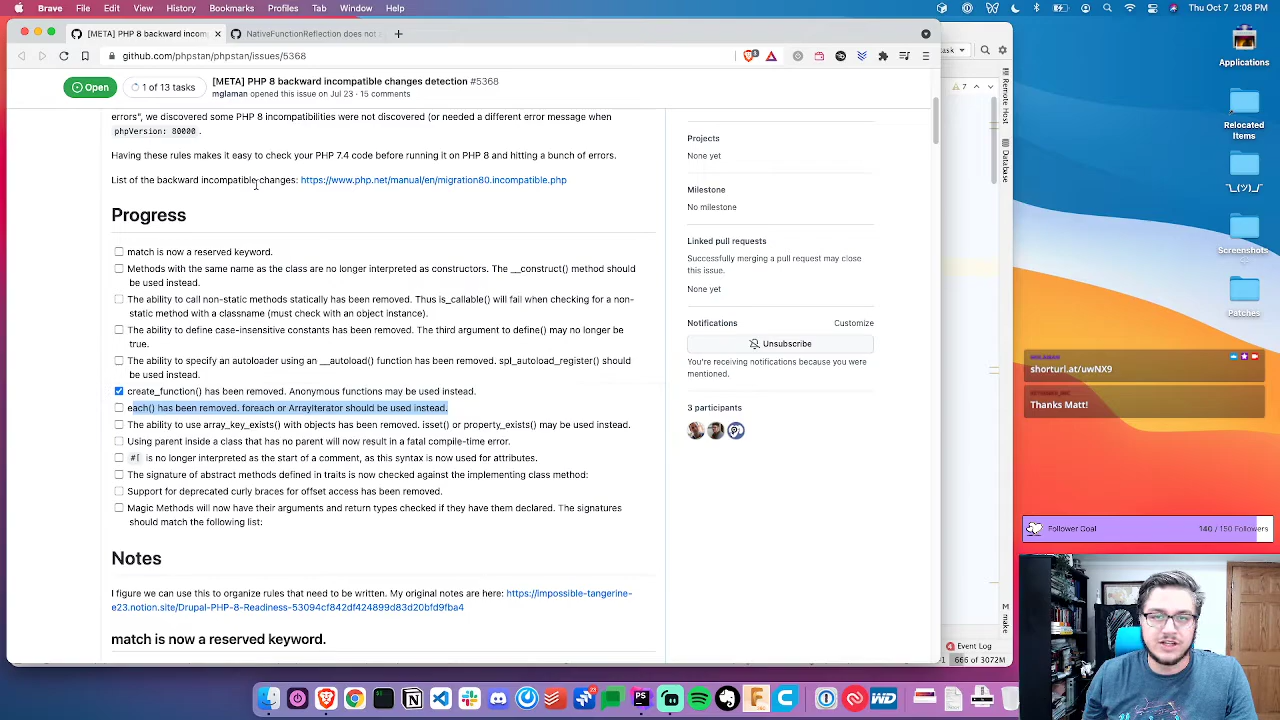 Brave File Edit View History Bookmarks Profiles Tab Window Help
Thu Oct 7 2:08 PM
[META] PHP 8 backward incomp
NativeFunctionReflection does not
github.com/phpstan/phpstan/issues/5368
Open
1 of 13 tasks
[META] PHP 8 backward incompatible changes detection #5368
mglaman opened this issue on Jul 23 · 15 comments
phpVersion: 80000 .
Having these rules makes it easy to check your PHP 7.4 code before running it on PHP 8 and hitting a bunch of errors.
List of the backward incompatible changes: https://www.php.net/manual/en/migration80.incompatible.php
Progress
match is now a reserved keyword.
Methods with the same name as the class are no longer interpreted as constructors. The __construct() method should
be used instead.
The ability to call non-static methods statically has been removed. Thus is_callable() will fail when checking for a non-
static method with a classname (must check with an object instance).
The ability to define case-insensitive constants has been removed. The third argument to define() may no longer be
true.
The ability to specify an autoloader using an __autoload() function has been removed. spl_autoload_register() should
be used instead.
create_function() has been removed. Anonymous functions may be used instead.
each() has been removed. foreach or ArrayIterator should be used instead.
The ability to use array_key_exists() with objects has been removed. isset() or property_exists() may be used instead.
Using parent inside a class that has no parent will now result in a fatal compile-time error.
#[ is no longer interpreted as the start of a comment, as this syntax is now used for attributes.
The signature of abstract methods defined in traits is now checked against the implementing class method:
Support for deprecated curly braces for offset access has been removed.
Magic Methods will now have their arguments and return types checked if they have them declared. The signatures
should match the following list:
Notes
I figure we can use this to organize rules that need to be written. My original notes are here: https://impossible-tangerine-
e23.notion.site/Drupal-PHP-8-Readiness-53094cf842df424899d83d20bfd9fba4
match is now a reserved keyword.
Projects
None yet
Milestone
No milestone
Linked pull requests
Successfully merging a pull request may close
this issue.
None yet
Notifications
Customize
Unsubscribe
You're receiving notifications because you were
mentioned.
3 participants
7
Remote Host
Database
make
Event Log
666 of 3072M
Applications
Relocated
Items
¯\_(ツ)_/¯
Screenshots
Patches
shorturl.at/uwNX9
Thanks Matt!
Follower Goal
140 / 150 Followers